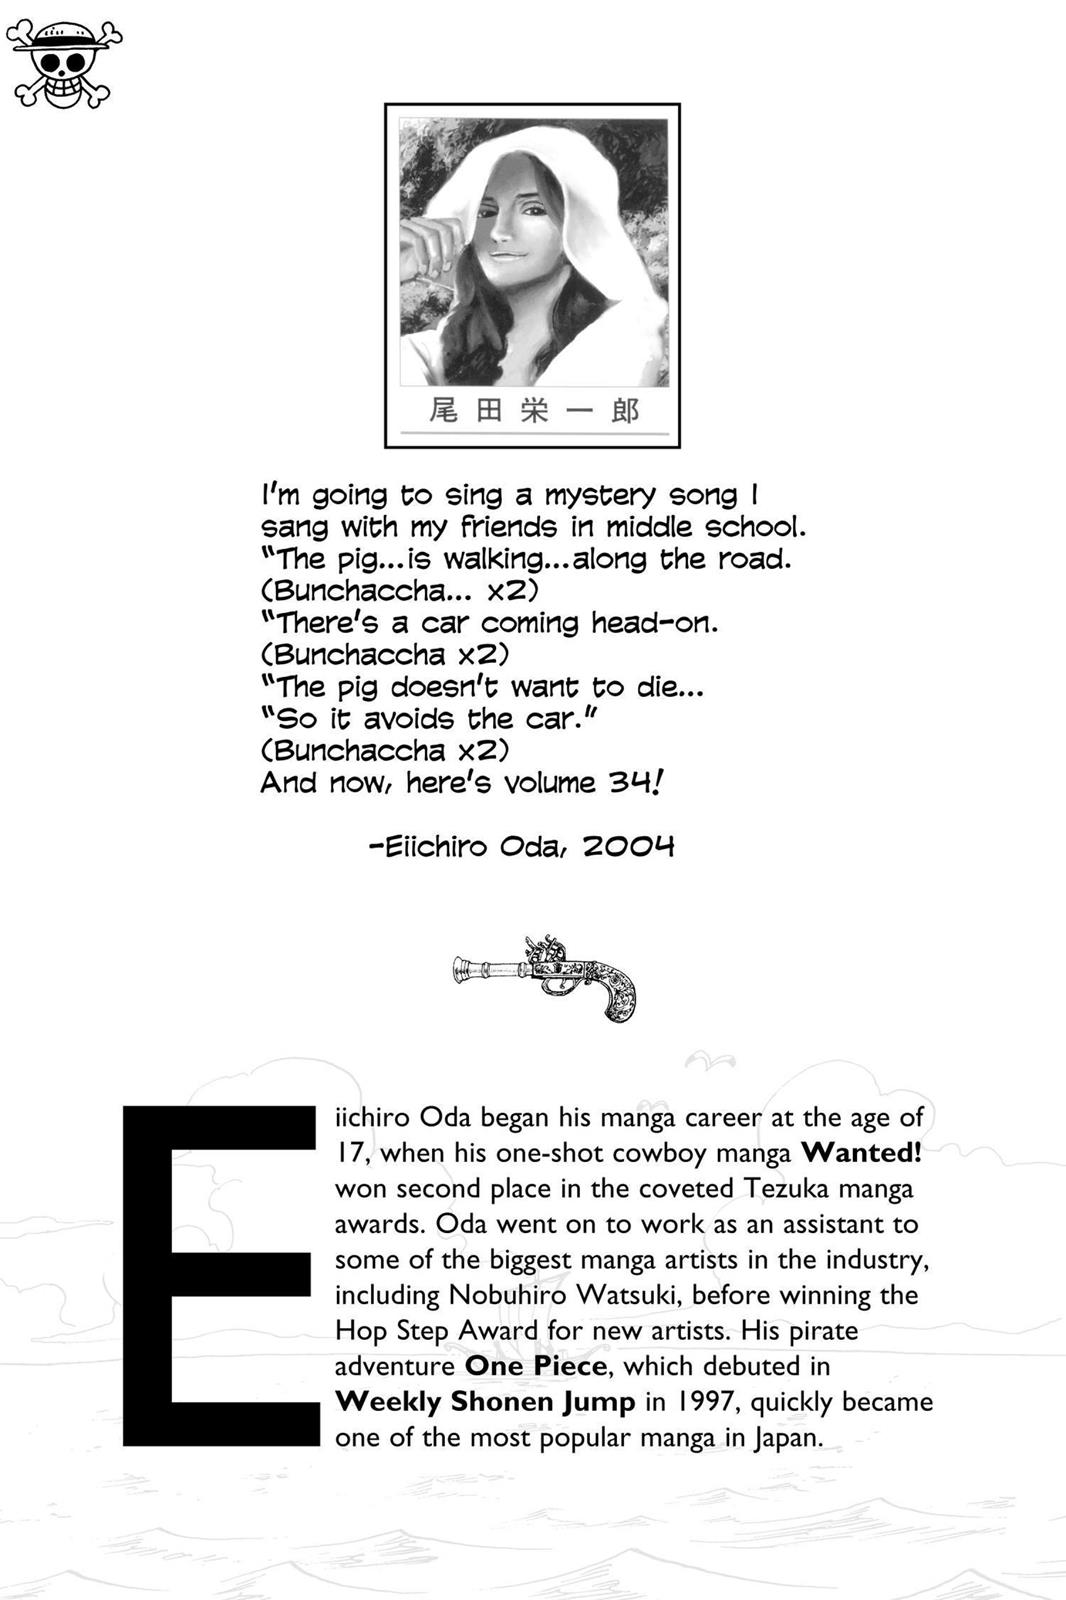 尾田栄一郎
I'm going to sing a mystery song I
sang with my friends in middle school.
“The pig...is walking...along the road.
(Bunchaccha... x2)
“There's a car coming head-on.
(Bunchaccha x2)
“The pig doesn't want to die...
“So it avoids the car.”
(Bunchaccha x2)
And now, here's volume 34!
-Eiichiro Oda, 2004
Eiichiro Oda began his manga career at the age of
17, when his one-shot cowboy manga Wanted!
won second place in the coveted Tezuka manga
awards. Oda went on to work as an assistant to
some of the biggest manga artists in the industry,
including Nobuhiro Watsuki, before winning the
Hop Step Award for new artists. His pirate
adventure One Piece, which debuted in
Weekly Shonen Jump in 1997, quickly became
one of the most popular manga in Japan.